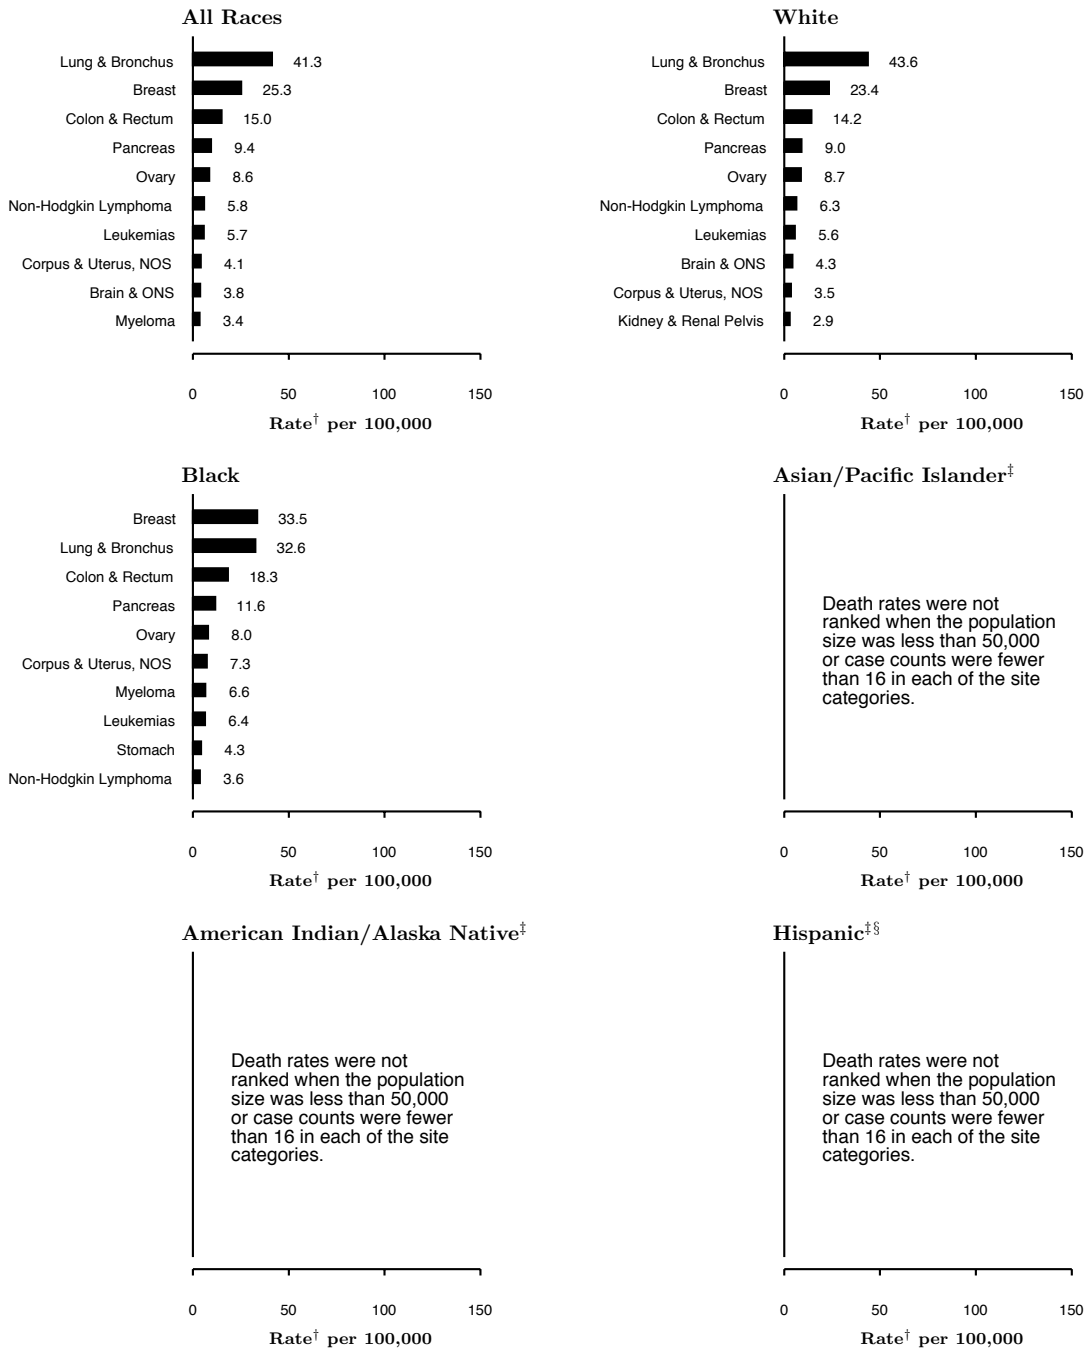 All Races
Lung & Bronchus 41.3
Breast 25.3
Colon & Rectum 15.0
Pancreas 9.4
Ovary 8.6
Non-Hodgkin Lymphoma 5.8
Leukemias 5.7
Corpus & Uterus, NOS 4.1
Brain & ONS 3.8
Myeloma 3.4
0 50 100 150
Rate† per 100,000
White
Lung & Bronchus 43.6
Breast 23.4
Colon & Rectum 14.2
Pancreas 9.0
Ovary 8.7
Non-Hodgkin Lymphoma 6.3
Leukemias 5.6
Brain & ONS 4.3
Corpus & Uterus, NOS 3.5
Kidney & Renal Pelvis 2.9
0 50 100 150
Rate† per 100,000
Black
Breast 33.5
Lung & Bronchus 32.6
Colon & Rectum 18.3
Pancreas 11.6
Ovary 8.0
Corpus & Uterus, NOS 7.3
Myeloma 6.6
Leukemias 6.4
Stomach 4.3
Non-Hodgkin Lymphoma 3.6
0 50 100 150
Rate† per 100,000
Asian/Pacific Islander‡
Death rates were not
ranked when the population
size was less than 50,000
or case counts were fewer
than 16 in each of the site
categories.
0 50 100 150
Rate† per 100,000
American Indian/Alaska Native‡
Death rates were not
ranked when the population
size was less than 50,000
or case counts were fewer
than 16 in each of the site
categories.
0 50 100 150
Rate† per 100,000
Hispanic‡§
Death rates were not
ranked when the population
size was less than 50,000
or case counts were fewer
than 16 in each of the site
categories.
0 50 100 150
Rate† per 100,000